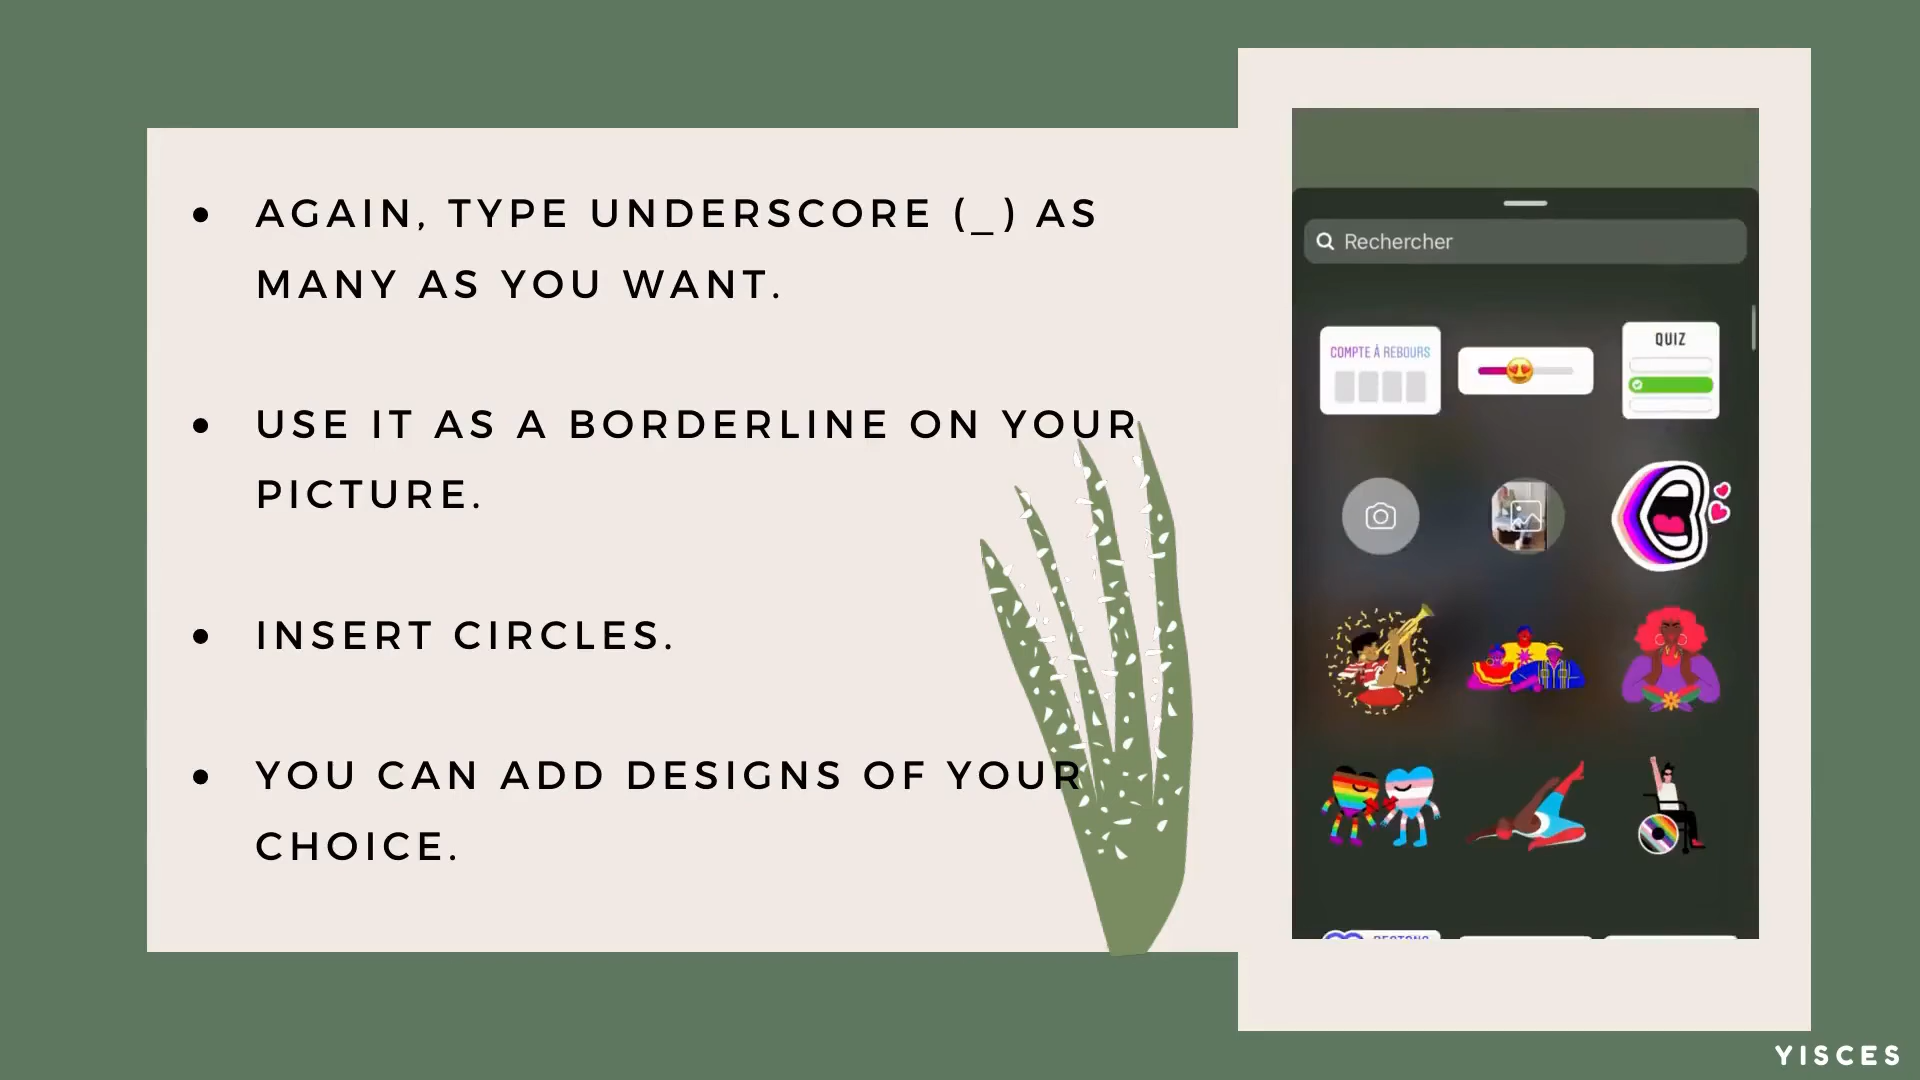 AGAIN, TYPE UNDERSCORE (_) AS
MANY AS YOU WANT.
USE IT AS A BORDERLINE ON YOUR
PICTURE.
INSERT CIRCLES.
YOU CAN ADD DESIGNS OF YOUR
CHOICE.
Rechercher
COMPTE À REBOURS
QUIZ
YISCES